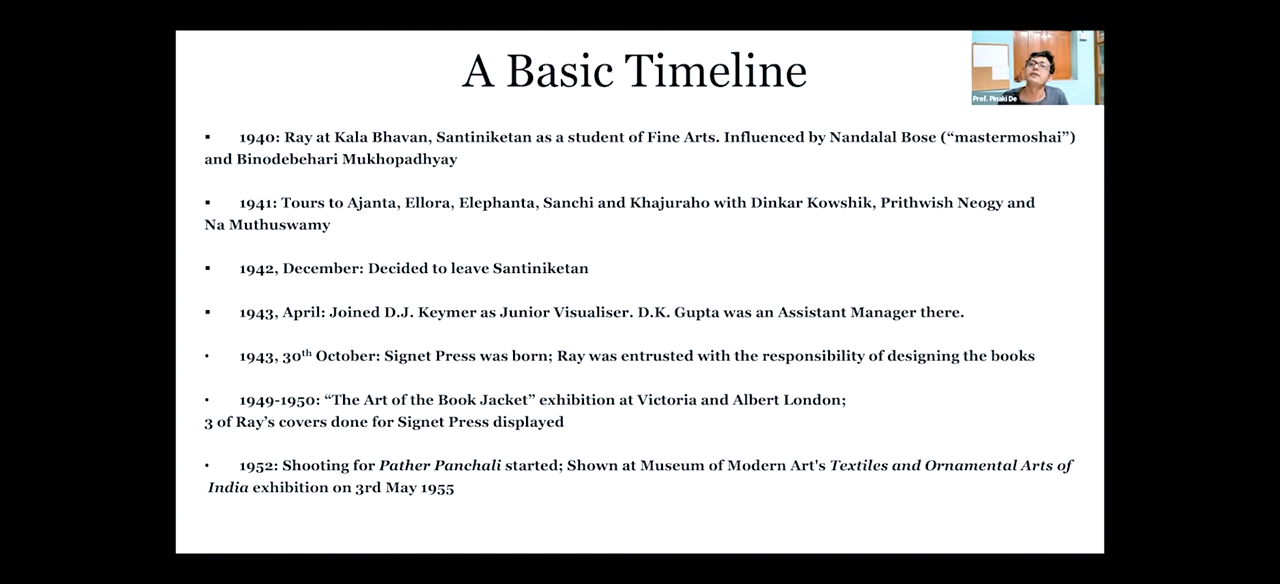 A Basic Timeline
Prof. Pinaki De
▪ 1940: Ray at Kala Bhavan, Santiniketan as a student of Fine Arts. Influenced by Nandalal Bose (“mastermoshai”)
and Binodebehari Mukhopadhyay
▪ 1941: Tours to Ajanta, Ellora, Elephanta, Sanchi and Khajuraho with Dinkar Kowshik, Prithwish Neogy and
Na Muthuswamy
▪ 1942, December: Decided to leave Santiniketan
▪ 1943, April: Joined D.J. Keymer as Junior Visualiser. D.K. Gupta was an Assistant Manager there.
• 1943, 30th October: Signet Press was born; Ray was entrusted with the responsibility of designing the books
• 1949-1950: “The Art of the Book Jacket” exhibition at Victoria and Albert London;
3 of Ray’s covers done for Signet Press displayed
• 1952: Shooting for Pather Panchali started; Shown at Museum of Modern Art's Textiles and Ornamental Arts of
India exhibition on 3rd May 1955